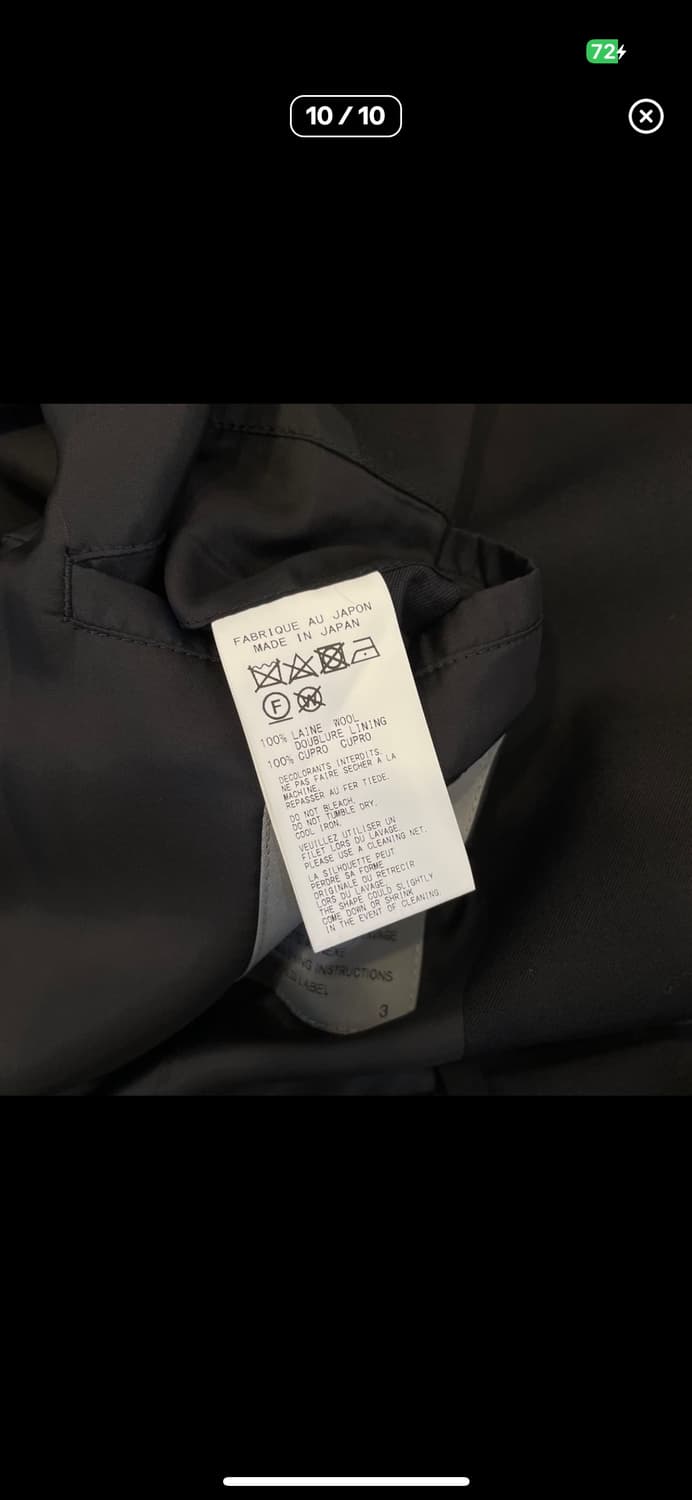 72
10 / 10
FABRIQUE AU JAPON
MADE IN JAPAN
F
W
100% LAINE WOOL
DOUBLURE LINING
100% CUPRO CUPRO
DECOLORANTS INTERDITS.
NE PAS FAIRE SECHER A LA
MACHINE.
REPASSER AU FER TIEDE.
DO NOT BLEACH.
DO NOT TUMBLE DRY.
COOL IRON.
VEUILLEZ UTILISER UN
FILET LORS DU LAVAGE.
PLEASE USE A CLEANING NET.
LA SILHOUETTE PEUT
PERDRE SA FORME
ORIGINALE OU RETRECIR
LORS DU LAVAGE.
THE SHAPE COULD SLIGHTLY
COME DOWN OR SHRINK
IN THE EVENT OF CLEANING.
INSTRUCTIONS
LABEL
3